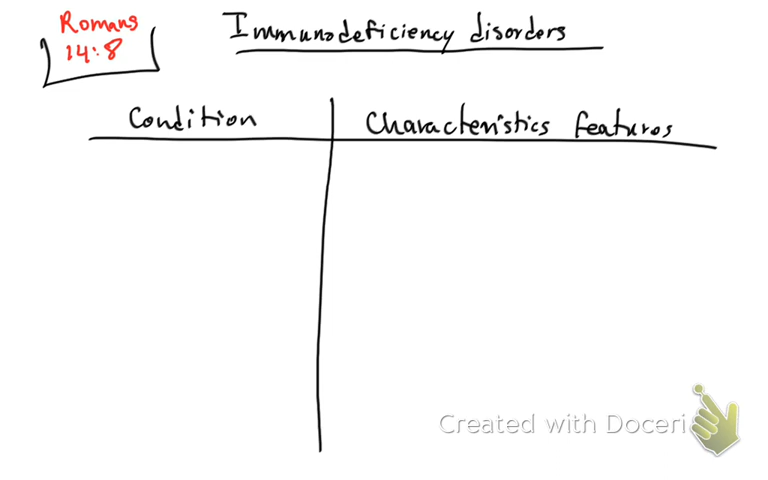 Romans
14:8
Immunodeficiency disorders
Condition
Characteristics features
Created with Doceri